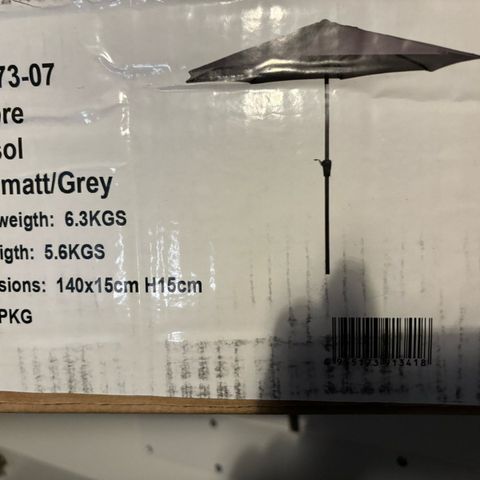 73-07
re
sol
matt/Grey
weigth: 6.3KGS
igth: 5.6KGS
sions: 140x15cm H15cm
PKG